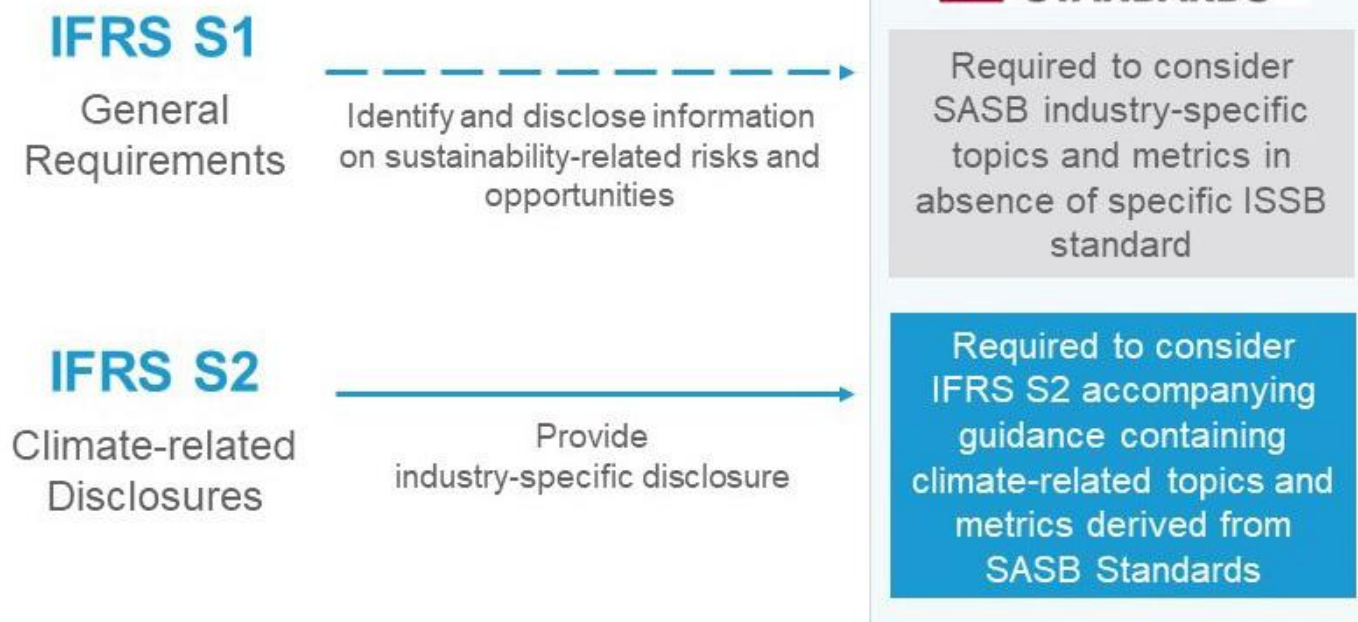 IFRS S1
General
Requirements
Identify and disclose information
on sustainability-related risks and
opportunities
Required to consider
SASB industry-specific
topics and metrics in
absence of specific ISSB
standard
IFRS S2
Climate-related
Disclosures
Provide
industry-specific disclosure
Required to consider
IFRS S2 accompanying
guidance containing
climate-related topics and
metrics derived from
SASB Standards